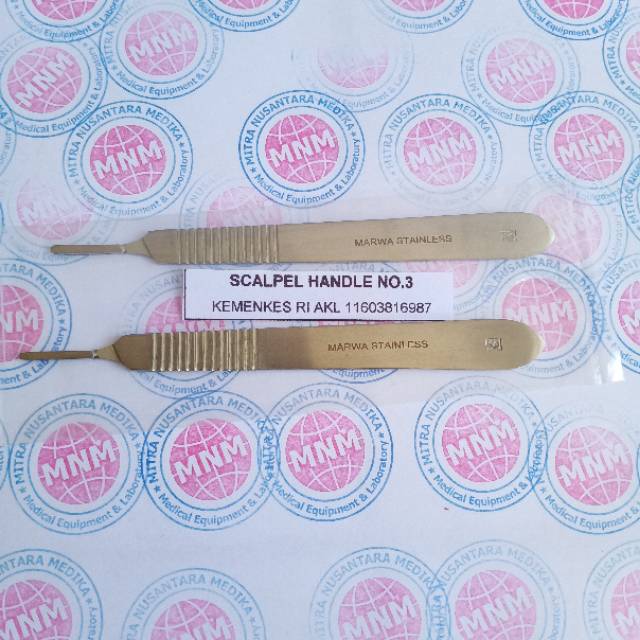 MARWA STAINLESS
SCALPEL HANDLE NO.3
KEMENKES RI AKL 11603816987
MARWA STAINLESS
MITRA NUSANTARA MEDIKA
MNM
Medical Equipment & Laboratory